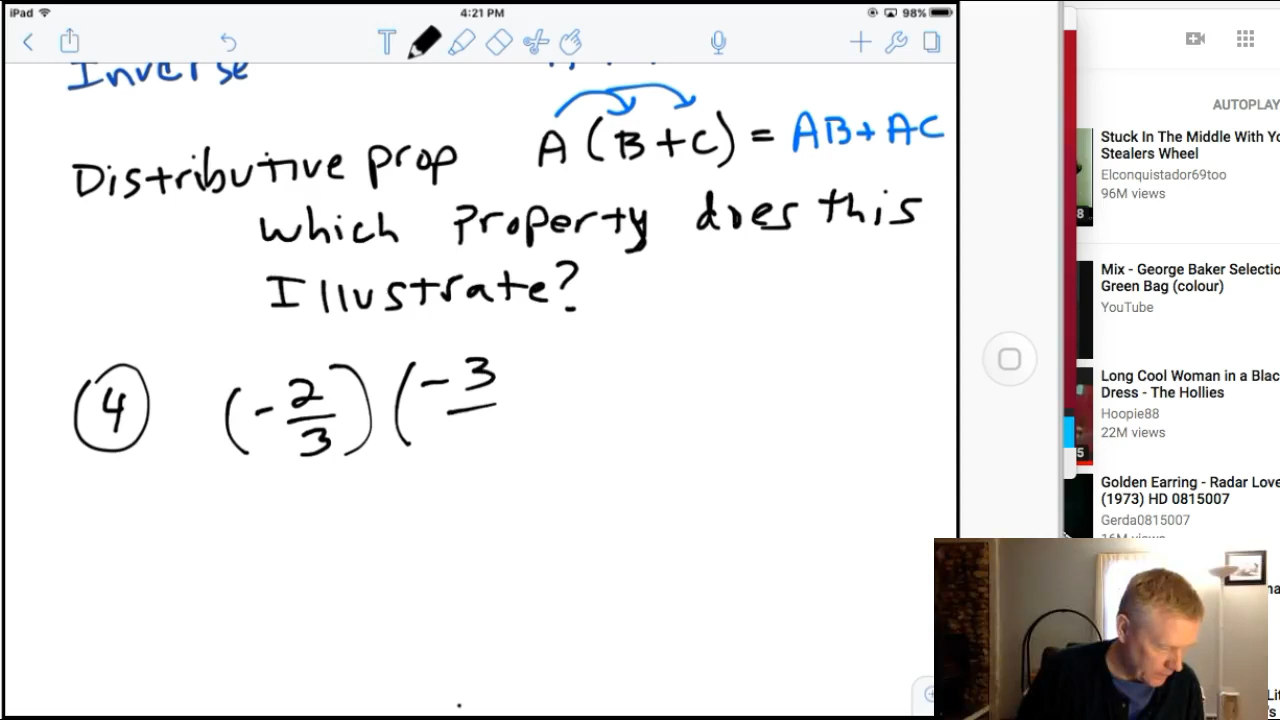 iPad
4:21 PM
98%
T
Inverse
Distributive prop A(B+C) = AB+AC
Which property does this
Illustrate?
4 (-2/3)(-3
AUTOPLAY
Stuck In The Middle With Yo
Stealers Wheel
Elconquistador69too
96M views
8
Mix - George Baker Selectio
Green Bag (colour)
YouTube
Long Cool Woman in a Blac
Dress - The Hollies
Hoopie88
22M views
5
Golden Earring - Radar Love
(1973) HD 0815007
Gerda0815007